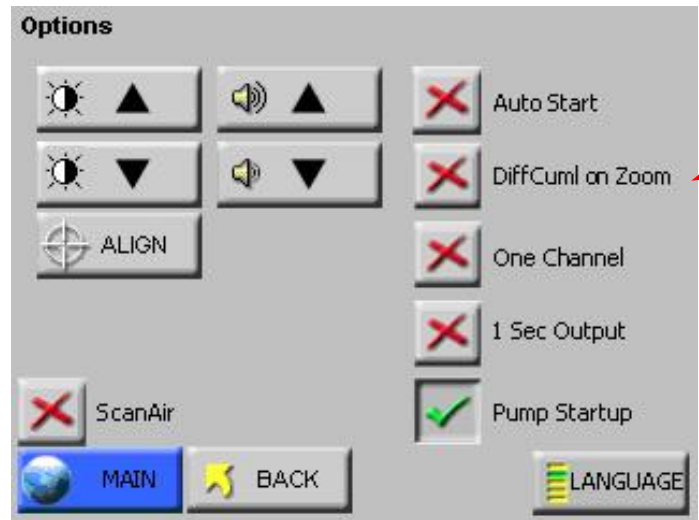 Options
Auto Start
DiffCuml on Zoom
ALIGN
One Channel
1 Sec Output
ScanAir
Pump Startup
MAIN
BACK
LANGUAGE